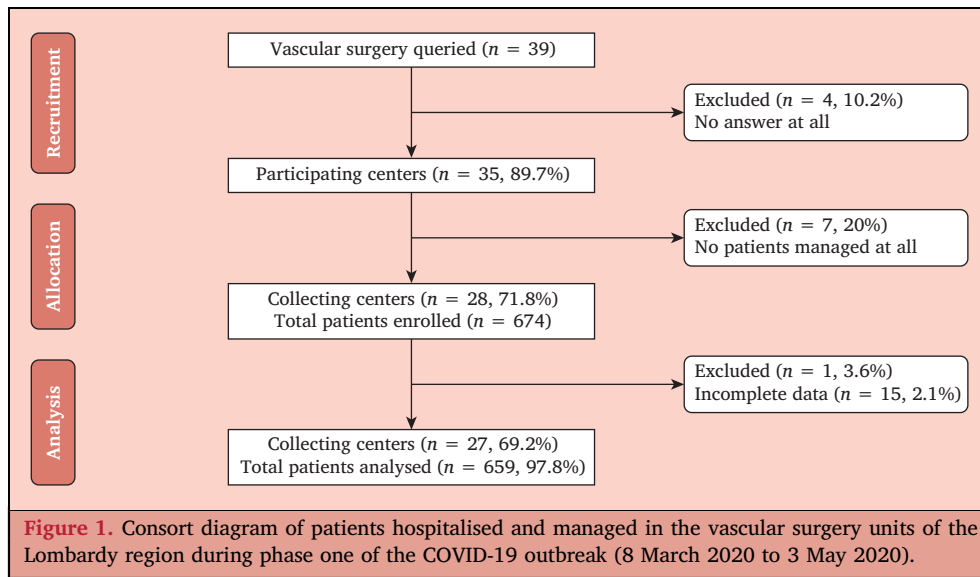 Recruitment
Vascular surgery queried (n = 39)
Excluded (n = 4, 10.2%)
No answer at all
Participating centers (n = 35, 89.7%)
Allocation
Excluded (n = 7, 20%)
No patients managed at all
Collecting centers (n = 28, 71.8%)
Total patients enrolled (n = 674)
Analysis
Excluded (n = 1, 3.6%)
Incomplete data (n = 15, 2.1%)
Collecting centers (n = 27, 69.2%)
Total patients analysed (n = 659, 97.8%)
Figure 1. Consort diagram of patients hospitalised and managed in the vascular surgery units of the
Lombardy region during phase one of the COVID-19 outbreak (8 March 2020 to 3 May 2020).